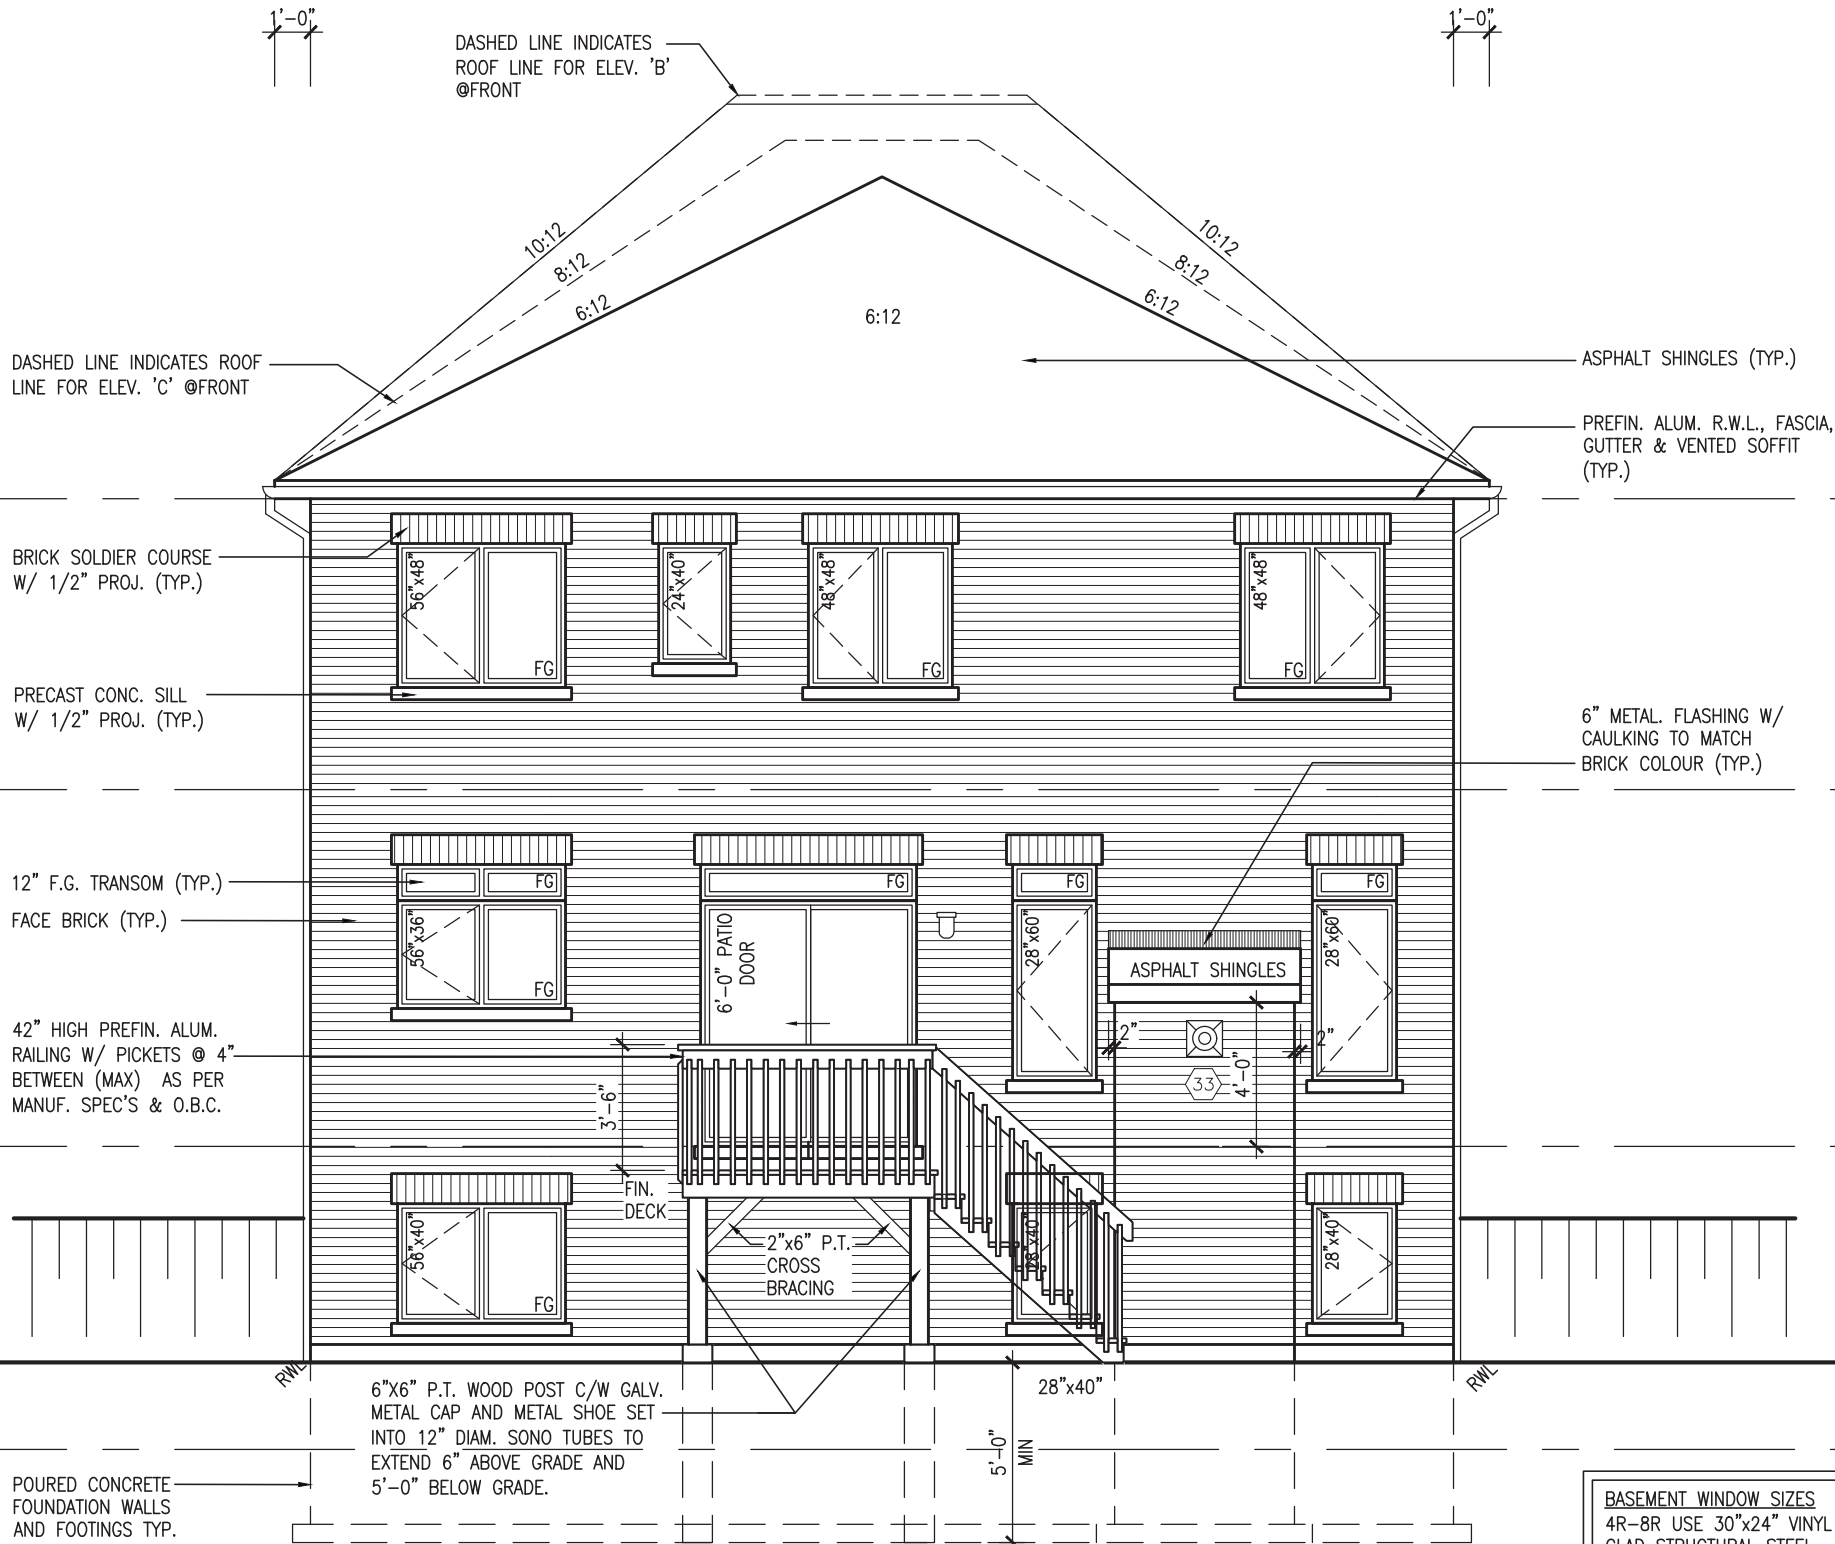 1'-0"
1'-0"
DASHED LINE INDICATES
ROOF LINE FOR ELEV. 'B'
@FRONT
10:12
10:12
8:12
8:12
6:12
6:12
6:12
DASHED LINE INDICATES ROOF
LINE FOR ELEV. 'C' @FRONT
ASPHALT SHINGLES (TYP.)
PREFIN. ALUM. R.W.L., FASCIA,
GUTTER & VENTED SOFFIT
(TYP.)
BRICK SOLDIER COURSE
W/ 1/2" PROJ. (TYP.)
56"x48"
FG
24"x40"
48"x48"
FG
48"x48"
FG
PRECAST CONC. SILL
W/ 1/2" PROJ. (TYP.)
6" METAL. FLASHING W/
CAULKING TO MATCH
BRICK COLOUR (TYP.)
12" F.G. TRANSOM (TYP.)
FG
FG
FG
FG
FACE BRICK (TYP.)
56"x36"
FG
6'-0" PATIO
DOOR
28"x60"
28"x60"
ASPHALT SHINGLES
42" HIGH PREFIN. ALUM.
RAILING W/ PICKETS @ 4"
BETWEEN (MAX) AS PER
MANUF. SPEC'S & O.B.C.
2"
2"
33
4'-0"
3'-6"
FIN.
DECK
56"x40"
FG
2"x6" P.T.
CROSS
BRACING
28"x40"
28"x40"
RWL
RWL
6"X6" P.T. WOOD POST C/W GALV.
METAL CAP AND METAL SHOE SET
INTO 12" DIAM. SONO TUBES TO
EXTEND 6" ABOVE GRADE AND
5'-0" BELOW GRADE.
28"x40"
5'-0"
MIN
POURED CONCRETE
FOUNDATION WALLS
AND FOOTINGS TYP.
BASEMENT WINDOW SIZES
4R-8R USE 30"x24" VINYL
CLAD STRUCTURAL STEEL